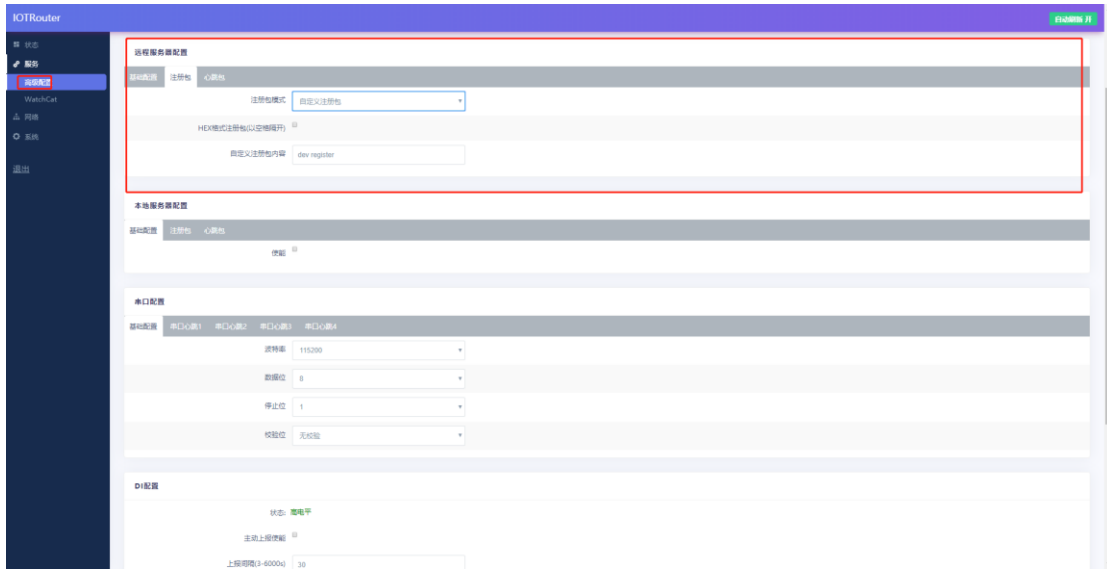 IOTRouter
自动刷新 开
状态
服务
高级配置
WatchCat
网络
系统
退出
远程服务器配置
基础配置 注册包 心跳包
注册包模式 自定义注册包
HEX格式注册包(以空格隔开)
自定义注册包内容 dev register
本地服务器配置
基础配置 注册包 心跳包
使能
串口配置
基础配置 串口心跳1 串口心跳2 串口心跳3 串口心跳4
波特率 115200
数据位 8
停止位 1
校验位 无校验
DI配置
状态: 高电平
主动上报使能
上报间隔(3-6000s) 30